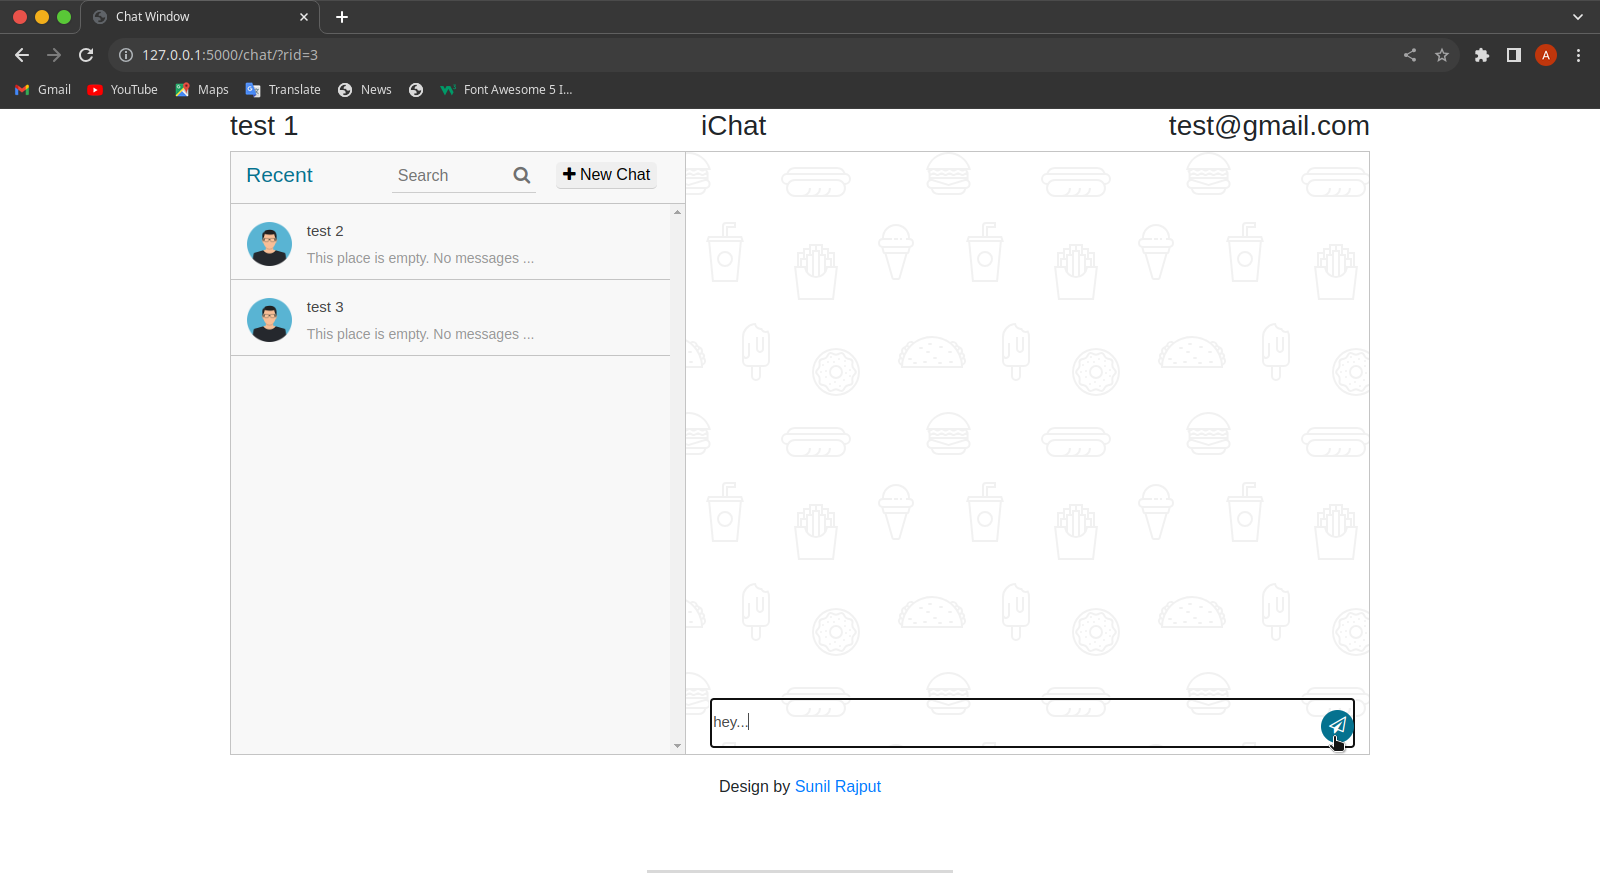 Chat Window
127.0.0.1:5000/chat/?rid=3
A
Gmail YouTube Maps Translate News Font Awesome 5 I...
test 1 iChat test@gmail.com
Recent Search New Chat
test 2
This place is empty. No messages ...
test 3
This place is empty. No messages ...
hey...
Design by Sunil Rajput